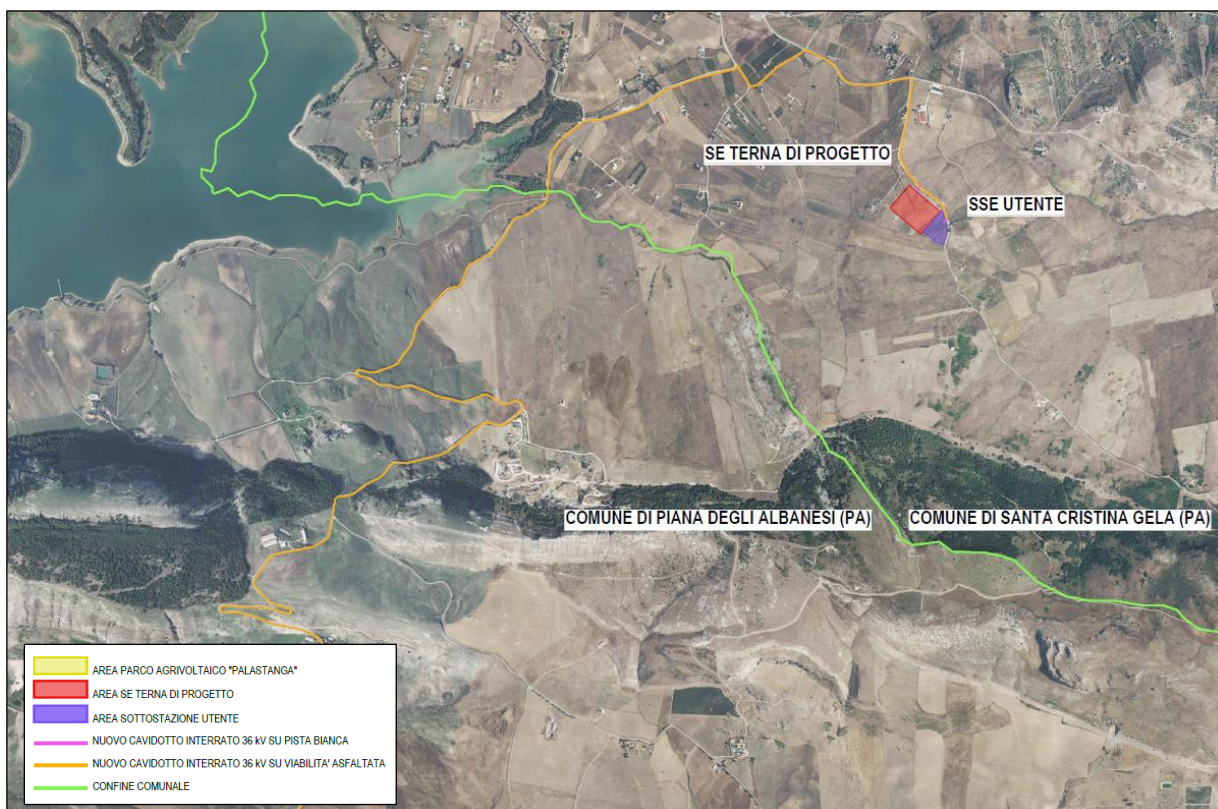 SE TERNA DI PROGETTO
SSE UTENTE
COMUNE DI PIANA DEGLI ALBANESI (PA)
COMUNE DI SANTA CRISTINA GELA (PA)
AREA PARCO AGRIVOLTAICO "PALASTANGA"
AREA SE TERNA DI PROGETTO
AREA SOTTOSTAZIONE UTENTE
NUOVO CAVIDOTTO INTERRATO 36 kV SU PISTA BIANCA
NUOVO CAVIDOTTO INTERRATO 36 kV SU VIABILITA' ASFALTATA
CONFINE COMUNALE